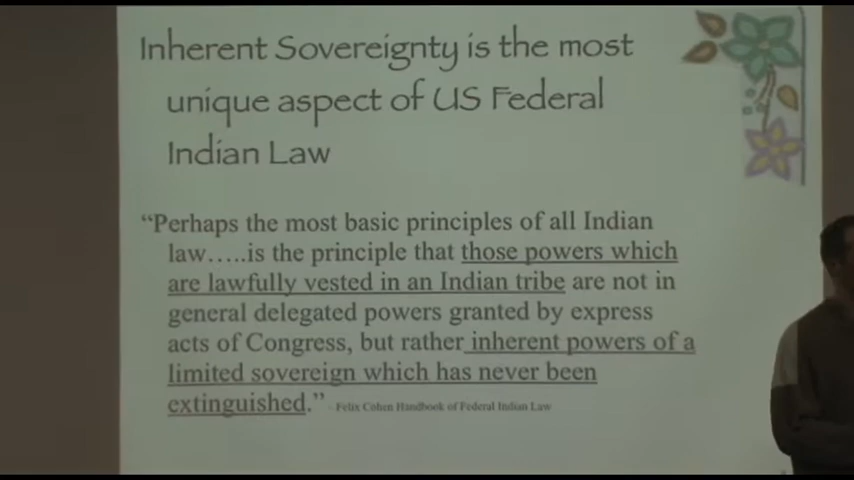 Inherent Sovereignty is the most
unique aspect of US Federal
Indian Law
“Perhaps the most basic principles of all Indian
law…..is the principle that those powers which
are lawfully vested in an Indian tribe are not in
general delegated powers granted by express
acts of Congress, but rather inherent powers of a
limited sovereign which has never been
extinguished.” - Felix Cohen Handbook of Federal Indian Law